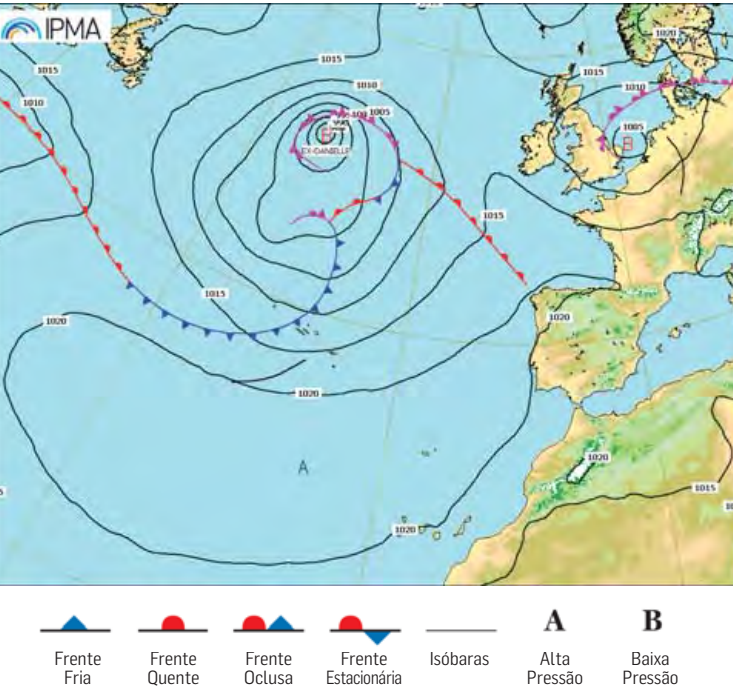 IPMA
1020
1015
1015
1015
1010
1010
1010
1005
1005
B
EX-DANIELLE
B
1015
1015
1020
1020
1020
A
1020
1015
1020
A
B
Frente
Fria
Frente
Quente
Frente
Oclusa
Frente
Estacionária
Isóbaras
Alta
Pressão
Baixa
Pressão